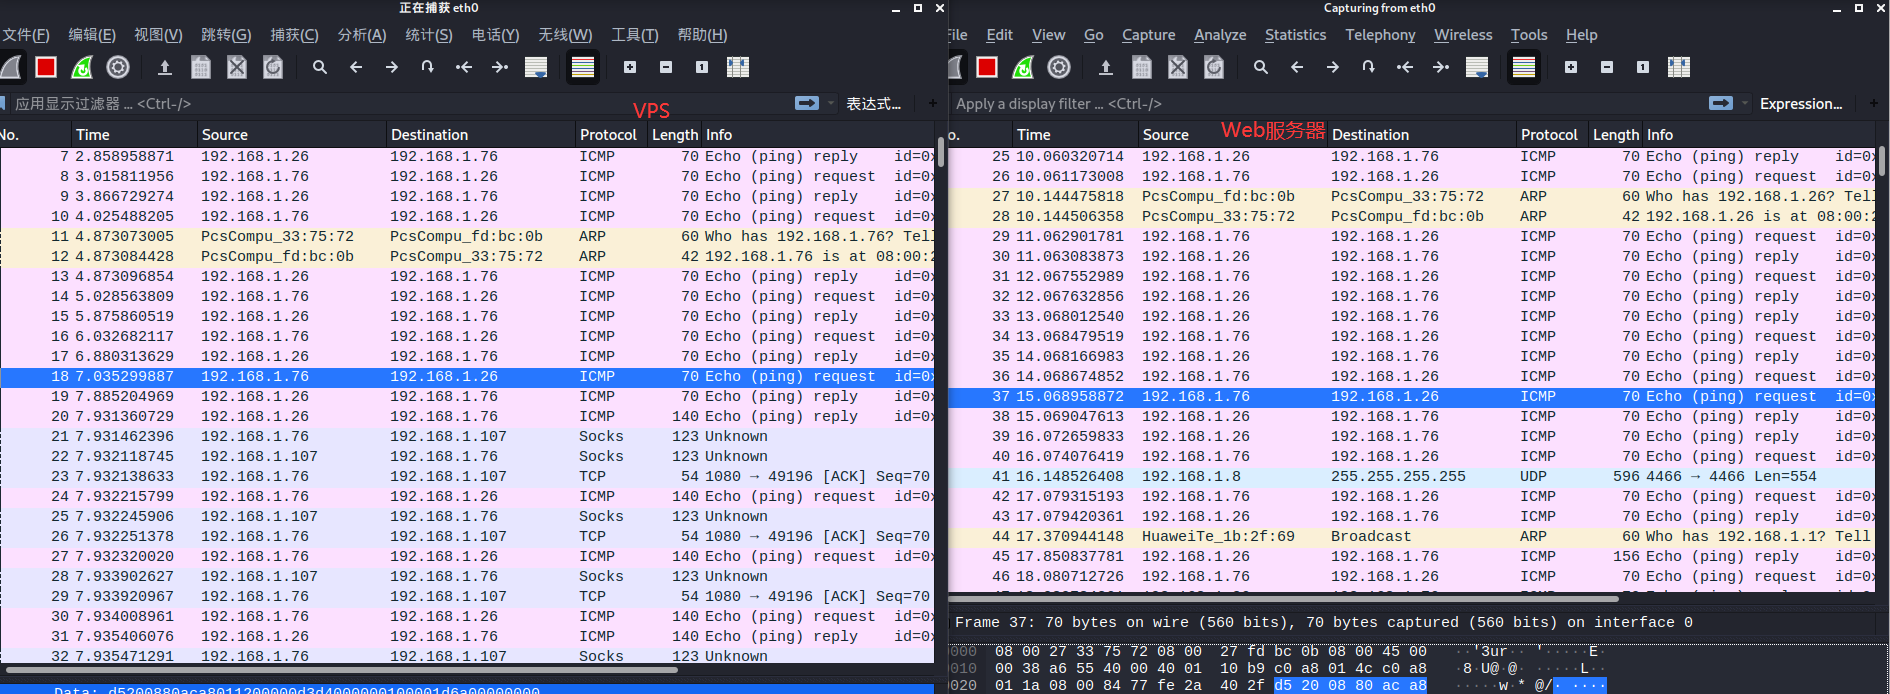 正在捕获 eth0
文件(F) 编辑(E) 视图(V) 跳转(G) 捕获(C) 分析(A) 统计(S) 电话(Y) 无线(W) 工具(T) 帮助(H)
应用显示过滤器 … <Ctrl-/> 表达式…
VPS
No. Time Source Destination Protocol Length Info
7 2.858958871 192.168.1.26 192.168.1.76 ICMP 70 Echo (ping) reply id=0x
8 3.015811956 192.168.1.76 192.168.1.26 ICMP 70 Echo (ping) request id=0x
9 3.866729274 192.168.1.26 192.168.1.76 ICMP 70 Echo (ping) reply id=0x
10 4.025488205 192.168.1.76 192.168.1.26 ICMP 70 Echo (ping) request id=0x
11 4.873073005 PcsCompu_33:75:72 PcsCompu_fd:bc:0b ARP 60 Who has 192.168.1.76? Tell
12 4.873084428 PcsCompu_fd:bc:0b PcsCompu_33:75:72 ARP 42 192.168.1.76 is at 08:00:2
13 4.873096854 192.168.1.26 192.168.1.76 ICMP 70 Echo (ping) reply id=0x
14 5.028563809 192.168.1.76 192.168.1.26 ICMP 70 Echo (ping) request id=0x
15 5.875860519 192.168.1.26 192.168.1.76 ICMP 70 Echo (ping) reply id=0x
16 6.032682117 192.168.1.76 192.168.1.26 ICMP 70 Echo (ping) request id=0x
17 6.880313629 192.168.1.26 192.168.1.76 ICMP 70 Echo (ping) reply id=0x
18 7.035299887 192.168.1.76 192.168.1.26 ICMP 70 Echo (ping) request id=0x
19 7.885204969 192.168.1.26 192.168.1.76 ICMP 70 Echo (ping) reply id=0x
20 7.931360729 192.168.1.26 192.168.1.76 ICMP 140 Echo (ping) reply id=0x
21 7.931462396 192.168.1.76 192.168.1.107 Socks 123 Unknown
22 7.932118745 192.168.1.107 192.168.1.76 Socks 123 Unknown
23 7.932138633 192.168.1.76 192.168.1.107 TCP 54 1080 → 49196 [ACK] Seq=70
24 7.932215799 192.168.1.76 192.168.1.26 ICMP 140 Echo (ping) request id=0x
25 7.932245906 192.168.1.107 192.168.1.76 Socks 123 Unknown
26 7.932251378 192.168.1.76 192.168.1.107 TCP 54 1080 → 49196 [ACK] Seq=70
27 7.932320020 192.168.1.76 192.168.1.26 ICMP 140 Echo (ping) request id=0x
28 7.933902627 192.168.1.107 192.168.1.76 Socks 123 Unknown
29 7.933920967 192.168.1.76 192.168.1.107 TCP 54 1080 → 49196 [ACK] Seq=70
30 7.934008961 192.168.1.76 192.168.1.26 ICMP 140 Echo (ping) request id=0x
31 7.935406076 192.168.1.26 192.168.1.76 ICMP 140 Echo (ping) reply id=0x
32 7.935471291 192.168.1.76 192.168.1.107 Socks 123 Unknown
Data: d5200880aca8011200000d3d4000000100001d6a00000000
Capturing from eth0
File Edit View Go Capture Analyze Statistics Telephony Wireless Tools Help
Apply a display filter … <Ctrl-/> Expression…
Web服务器
o. Time Source Destination Protocol Length Info
25 10.060320714 192.168.1.26 192.168.1.76 ICMP 70 Echo (ping) reply id=0x
26 10.061173008 192.168.1.76 192.168.1.26 ICMP 70 Echo (ping) request id=0x
27 10.144475818 PcsCompu_fd:bc:0b PcsCompu_33:75:72 ARP 60 Who has 192.168.1.26? Tell
28 10.144506358 PcsCompu_33:75:72 PcsCompu_fd:bc:0b ARP 42 192.168.1.26 is at 08:00:2
29 11.062901781 192.168.1.76 192.168.1.26 ICMP 70 Echo (ping) request id=0x
30 11.063083873 192.168.1.26 192.168.1.76 ICMP 70 Echo (ping) reply id=0x
31 12.067552989 192.168.1.76 192.168.1.26 ICMP 70 Echo (ping) request id=0x
32 12.067632856 192.168.1.26 192.168.1.76 ICMP 70 Echo (ping) reply id=0x
33 13.068012540 192.168.1.26 192.168.1.76 ICMP 70 Echo (ping) reply id=0x
34 13.068479519 192.168.1.76 192.168.1.26 ICMP 70 Echo (ping) request id=0x
35 14.068166983 192.168.1.26 192.168.1.76 ICMP 70 Echo (ping) reply id=0x
36 14.068674852 192.168.1.76 192.168.1.26 ICMP 70 Echo (ping) request id=0x
37 15.068958872 192.168.1.76 192.168.1.26 ICMP 70 Echo (ping) request id=0x
38 15.069047613 192.168.1.26 192.168.1.76 ICMP 70 Echo (ping) reply id=0x
39 16.072659833 192.168.1.76 192.168.1.26 ICMP 70 Echo (ping) request id=0x
40 16.074076419 192.168.1.26 192.168.1.76 ICMP 70 Echo (ping) reply id=0x
41 16.148526408 192.168.1.8 255.255.255.255 UDP 596 4466 → 4466 Len=554
42 17.079315193 192.168.1.76 192.168.1.26 ICMP 70 Echo (ping) request id=0x
43 17.079420361 192.168.1.26 192.168.1.76 ICMP 70 Echo (ping) reply id=0x
44 17.370944148 HuaweiTe_1b:2f:69 Broadcast ARP 60 Who has 192.168.1.1? Tell
45 17.850837781 192.168.1.26 192.168.1.76 ICMP 156 Echo (ping) reply id=0x
46 18.080712726 192.168.1.76 192.168.1.26 ICMP 70 Echo (ping) request id=0x
Frame 37: 70 bytes on wire (560 bits), 70 bytes captured (560 bits) on interface 0
0000 08 00 27 33 75 72 08 00 27 fd bc 0b 08 00 45 00 ··'3ur·· '·····E·
0010 00 38 a6 55 40 00 40 01 10 b9 c0 a8 01 4c c0 a8 ·8·U@·@· ·····L··
0020 01 1a 08 00 84 77 fe 2a 40 2f d5 20 08 80 ac a8 ·····w·* @/· ····